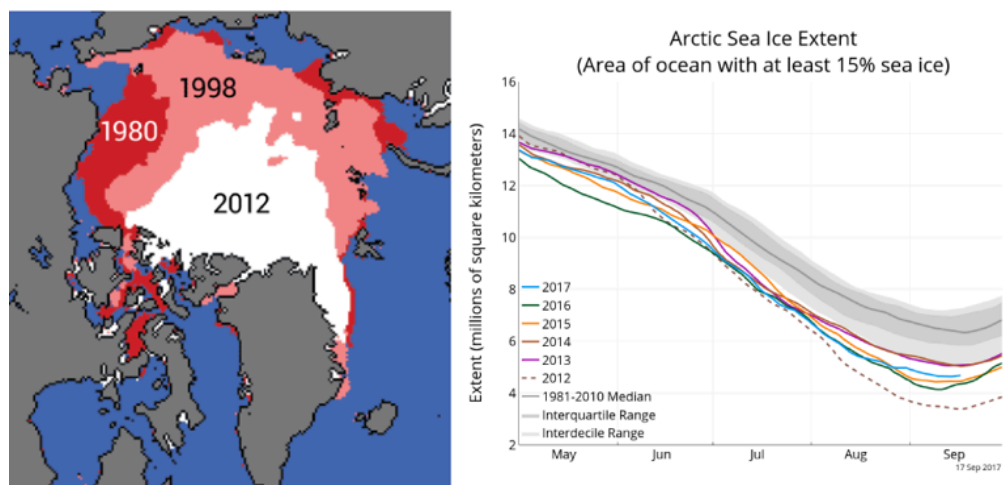 1998
1980
2012
Arctic Sea Ice Extent
(Area of ocean with at least 15% sea ice)
Extent (millions of square kilometers)
16
14
12
10
8
6
4
2
2017
2016
2015
2014
2013
2012
1981-2010 Median
Interquartile Range
Interdecile Range
May Jun Jul Aug Sep
17 Sep 2017